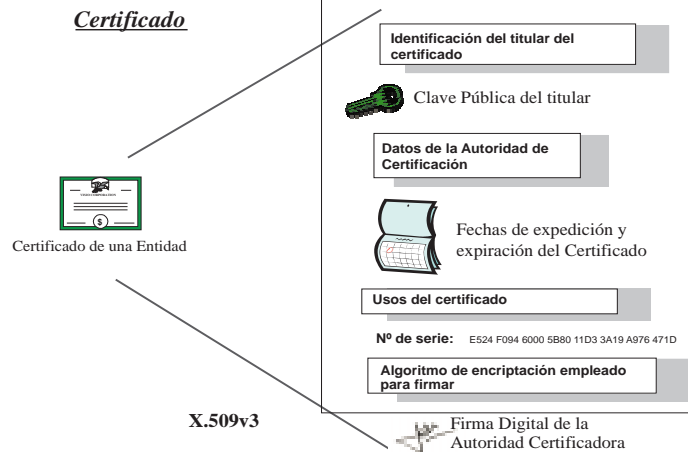 Certificado
Identificación del titular del
certificado
Clave Pública del titular
Datos de la Autoridad de
Certificación
Certificado de una Entidad
Fechas de expedición y
expiración del Certificado
Usos del certificado
Nº de serie: E524 F094 6000 5B80 11D3 3A19 A976 471D
Algoritmo de encriptación empleado
para firmar
X.509v3
Firma Digital de la
Autoridad Certificadora